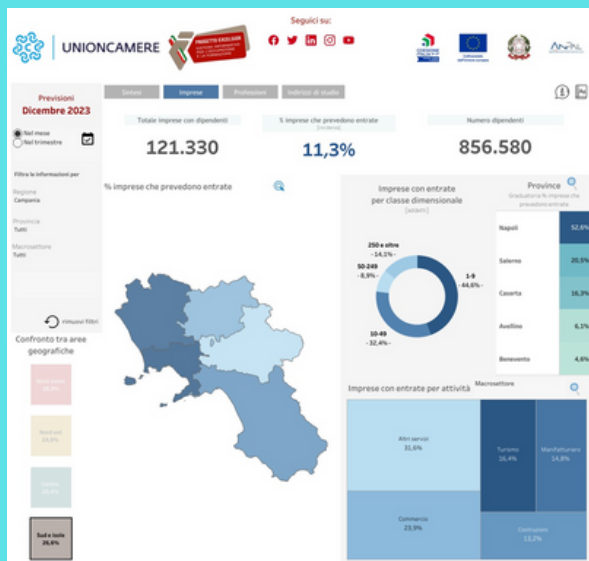 Seguici su:
UNIONCAMERE
PROGETTO EXCELSIOR
Previsioni
Dicembre 2023
Nel mese
Nel trimestre
Filtra le informazioni per
Regione
Campania
Provincia
Tutti
Macrosettore
Tutti
rimuovi filtri
Confronto tra aree
geografiche
Sud e Isole
26,6%
Sintesi
Imprese
Professioni
Indirizzo di studio
Totale imprese con dipendenti
121.330
% imprese che prevedono entrate
11,3%
Numero dipendenti
856.580
% imprese che prevedono entrate
Imprese con entrate
per classe dimensionale
250 e oltre
- 14,1% -
50-249
- 8,9% -
1-9
- 44,6% -
10-49
- 32,4% -
Province
Graduatoria % imprese che
prevedono entrate
Napoli
52,6%
Salerno
20,5%
Caserta
16,3%
Avellino
6,1%
Benevento
4,6%
Imprese con entrate per attività
Macrosettore
Altri servizi
31,6%
Commercio
23,9%
Turismo
16,4%
Manifatturiero
14,8%
Costruzioni
13,2%